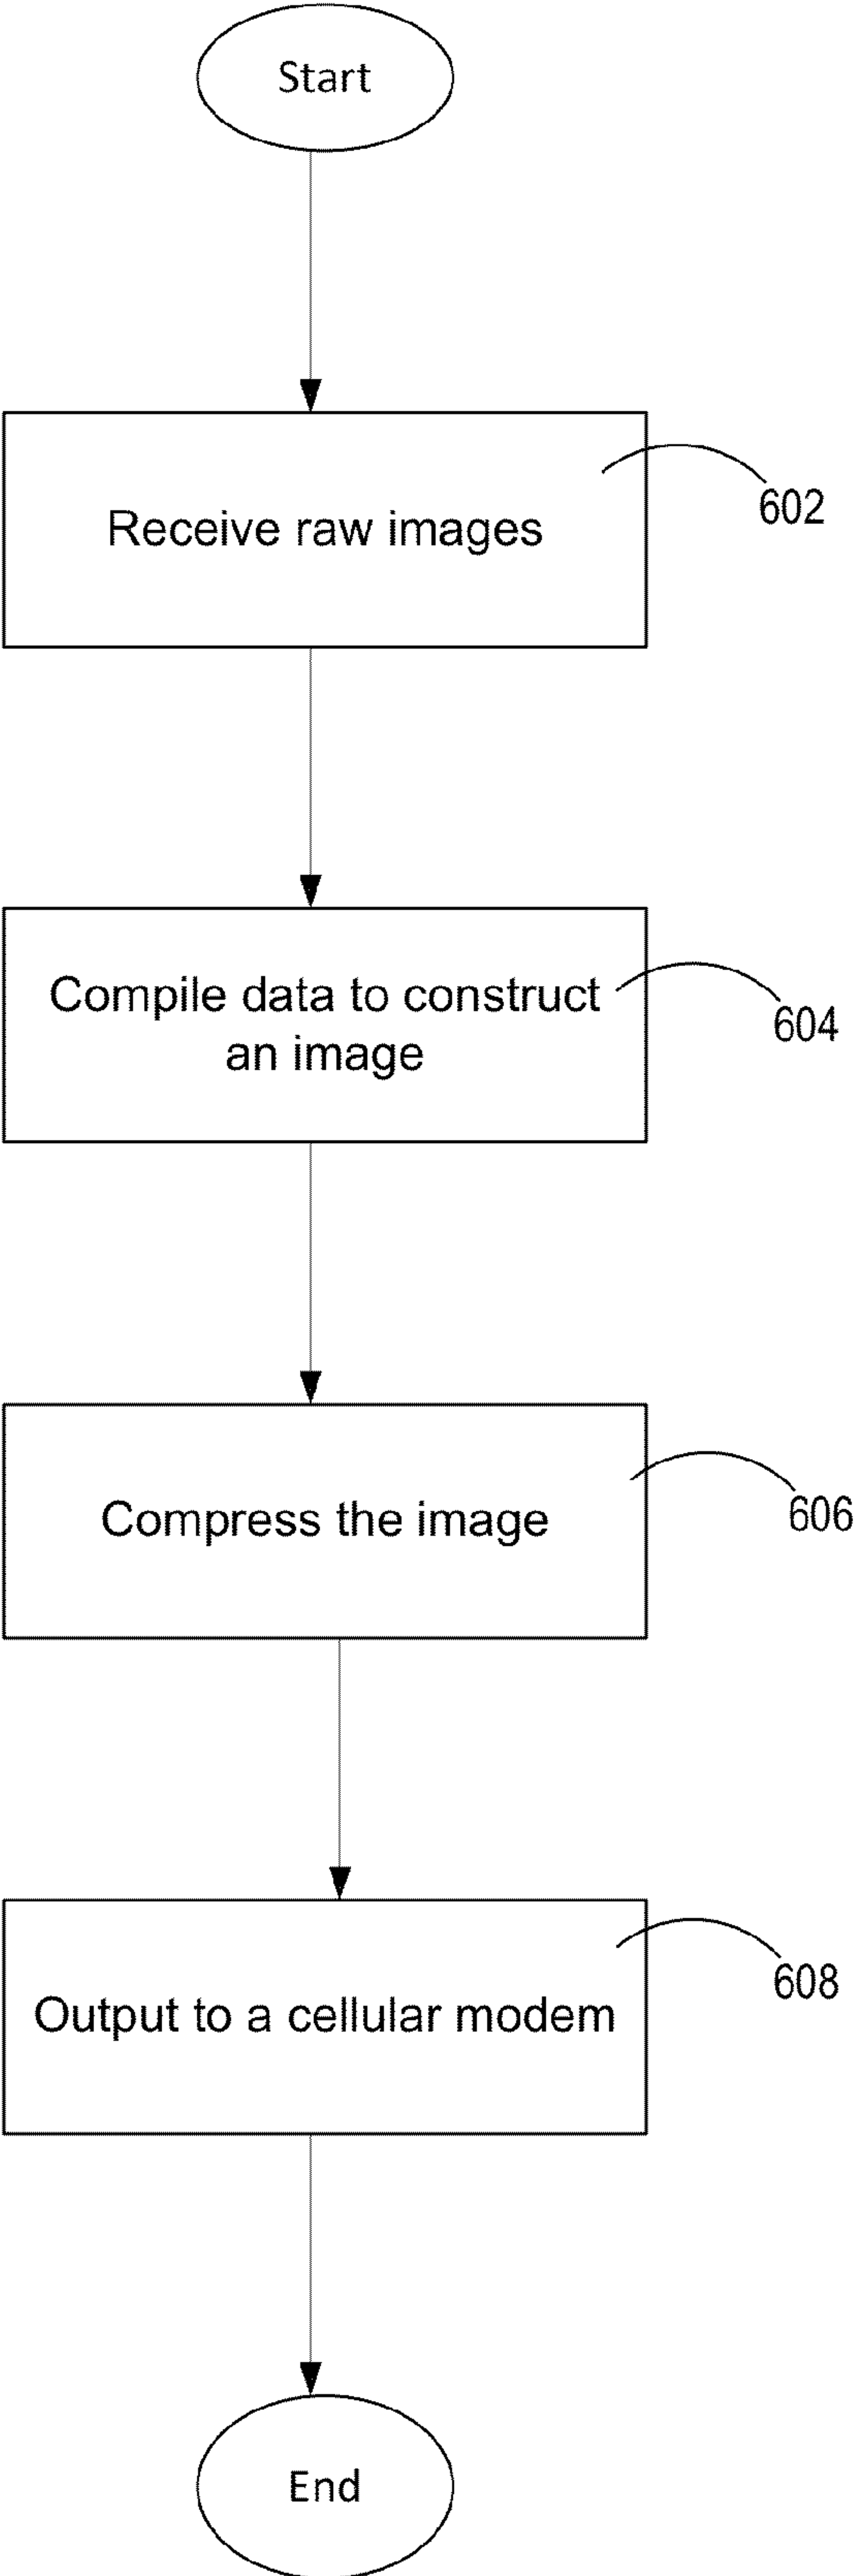 Start
Receive raw images
602
Compile data to construct
an image
604
Compress the image
606
Output to a cellular modem
608
End